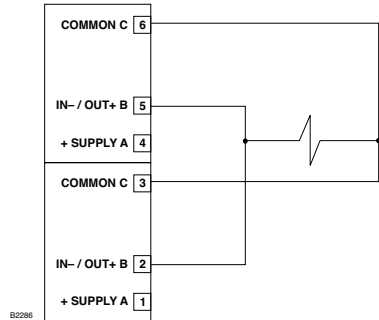 COMMON C 6
IN– / OUT+ B 5
+ SUPPLY A 4
COMMON C 3
IN– / OUT+ B 2
+ SUPPLY A 1
B2286